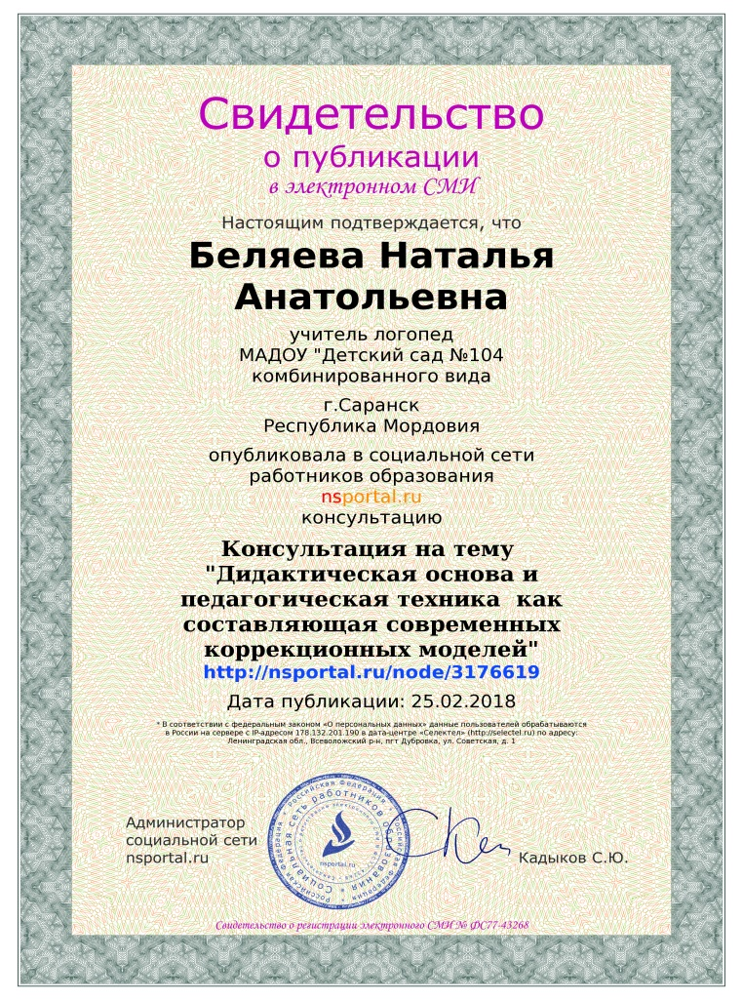 Свидетельство
о публикации
в электронном СМИ
Настоящим подтверждается, что
Беляева Наталья
Анатольевна
учитель логопед
МАДОУ "Детский сад №104
комбинированного вида
г.Саранск
Республика Мордовия
опубликовала в социальной сети
работников образования
nsportal.ru
консультацию
Консультация на тему
"Дидактическая основа и
педагогическая техника  как
составляющая современных
коррекционных моделей"
http://nsportal.ru/node/3176619
Дата публикации: 25.02.2018
* В соответствии с федеральным законом «О персональных данных» данные пользователей обрабатываются
в России на сервере с IP-адресом 178.132.201.190 в дата-центре «Селектел» (http://selectel.ru) по адресу:
Ленинградская обл., Всеволожский р-н, пгт Дубровка, ул. Советская, д. 1
Администратор
социальной сети
nsportal.ru
Социальная сеть работников образования
Российская Федерация * Российская Федерация * Российская Федерация
nsportal.ru
Кадыков С.Ю.
Свидетельство о регистрации электронного СМИ № ФС77-43268